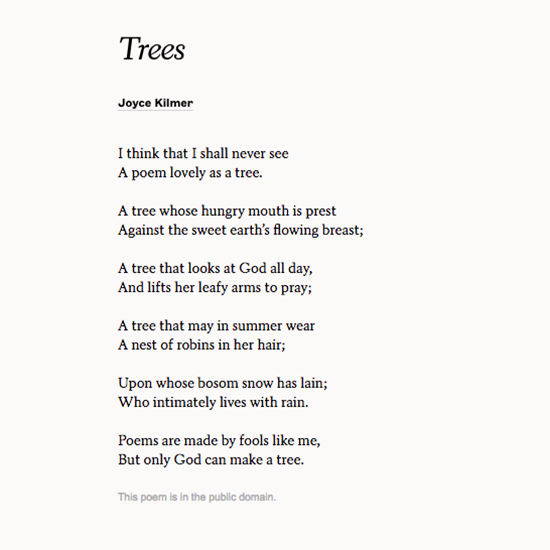 Trees
Joyce Kilmer
I think that I shall never see
A poem lovely as a tree.
A tree whose hungry mouth is prest
Against the sweet earth’s flowing breast;
A tree that looks at God all day,
And lifts her leafy arms to pray;
A tree that may in summer wear
A nest of robins in her hair;
Upon whose bosom snow has lain;
Who intimately lives with rain.
Poems are made by fools like me,
But only God can make a tree.
This poem is in the public domain.